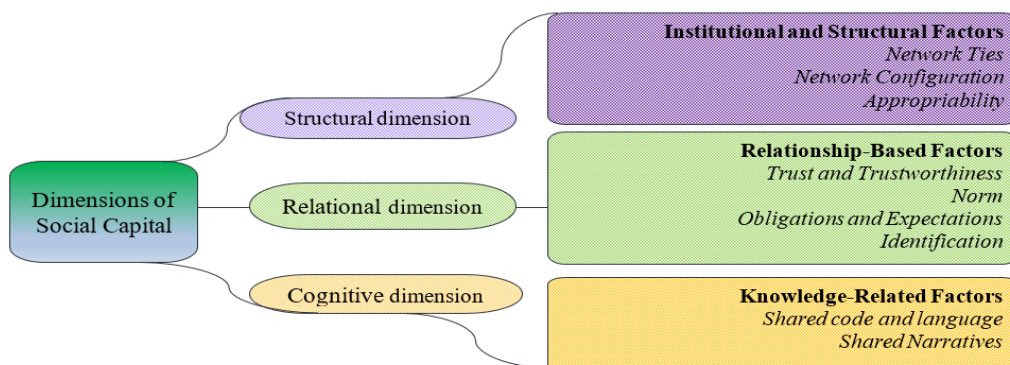 Dimensions of
Social Capital
Structural dimension
Institutional and Structural Factors
Network Ties
Network Configuration
Appropriability
Relational dimension
Relationship-Based Factors
Trust and Trustworthiness
Norm
Obligations and Expectations
Identification
Cognitive dimension
Knowledge-Related Factors
Shared code and language
Shared Narratives